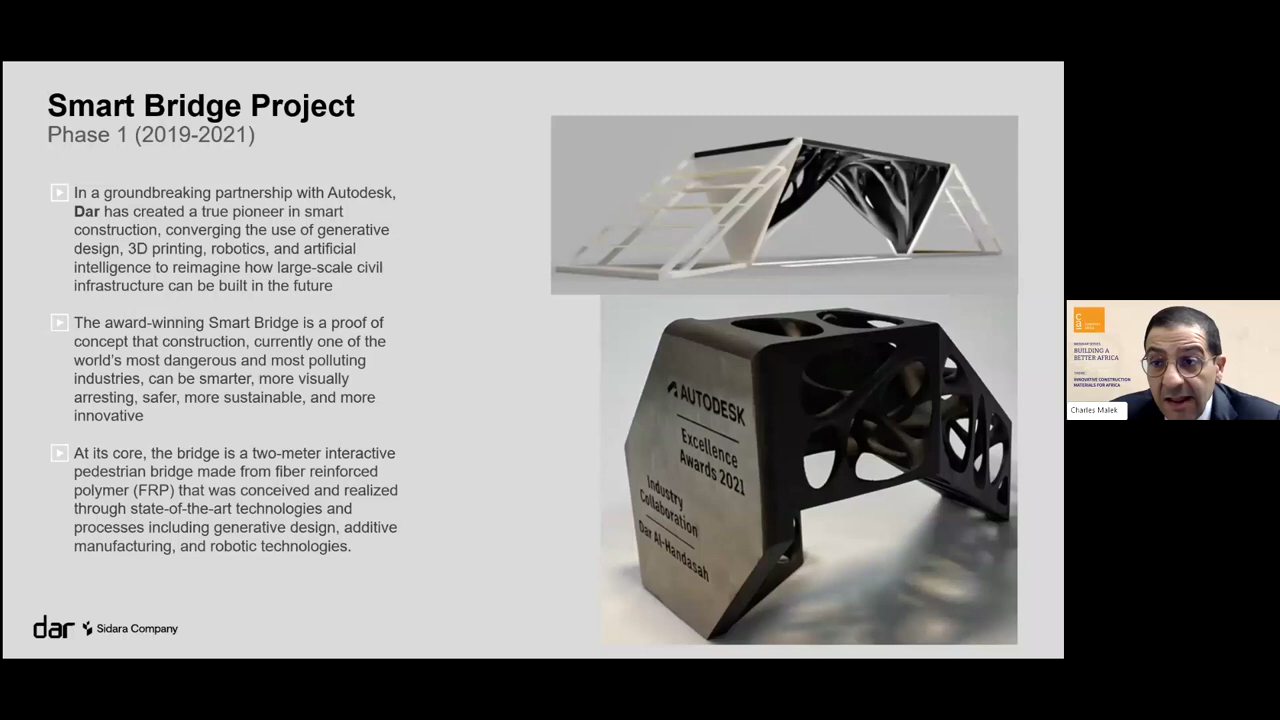 Smart Bridge Project
Phase 1 (2019-2021)
In a groundbreaking partnership with Autodesk,
Dar has created a true pioneer in smart
construction, converging the use of generative
design, 3D printing, robotics, and artificial
intelligence to reimagine how large-scale civil
infrastructure can be built in the future
The award-winning Smart Bridge is a proof of
concept that construction, currently one of the
world's most dangerous and most polluting
industries, can be smarter, more visually
arresting, safer, more sustainable, and more
innovative
At its core, the bridge is a two-meter interactive
pedestrian bridge made from fiber reinforced
polymer (FRP) that was conceived and realized
through state-of-the-art technologies and
processes including generative design, additive
manufacturing, and robotic technologies.
dar Sidara Company
AUTODESK
Excellence
Awards 2021
Industry
Collaboration
Dar Al-Handasah
WEBINAR SERIES
BUILDING A
BETTER AFRICA
INNOVATIVE CONSTRUCTION
MATERIALS FOR AFRICA
Charles Malek